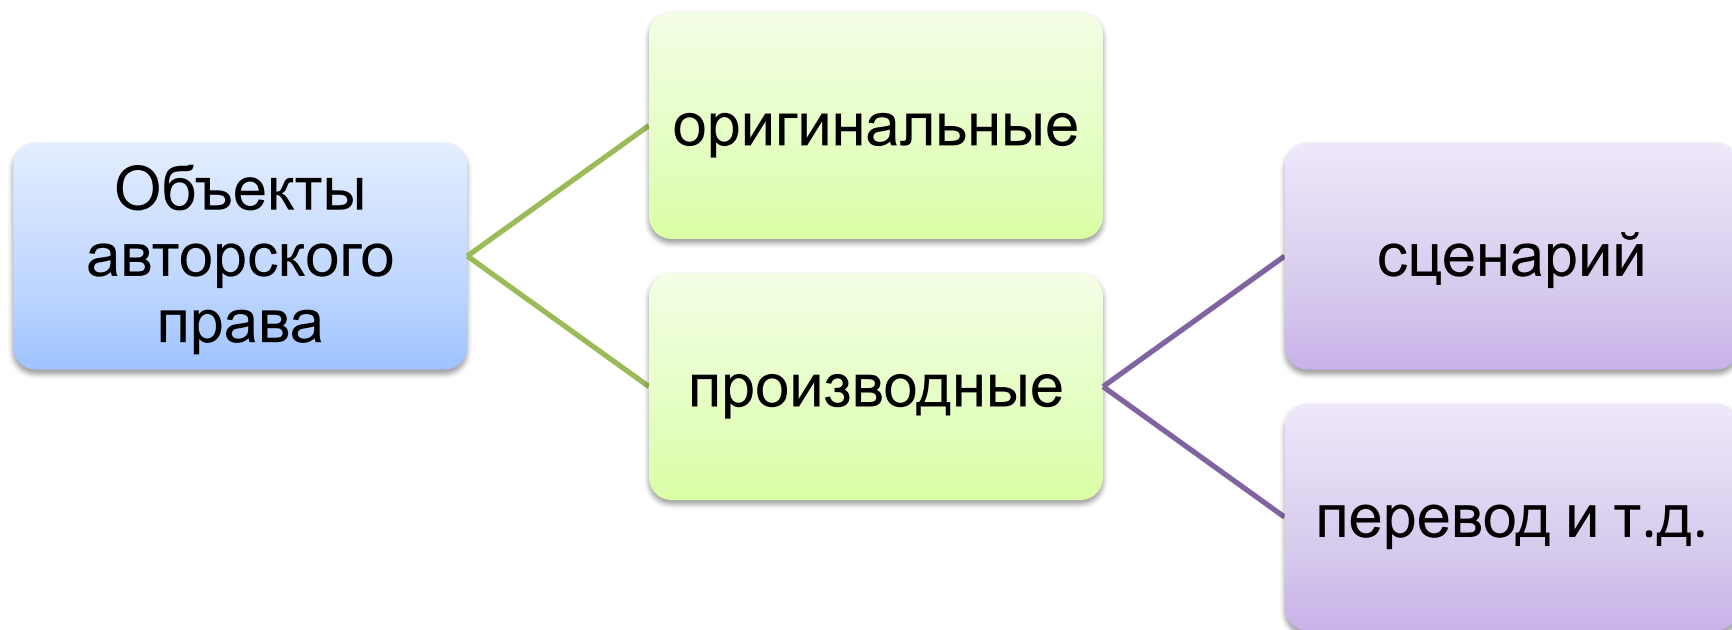 Объекты
авторского
права
оригинальные
производные
сценарий
перевод и т.д.